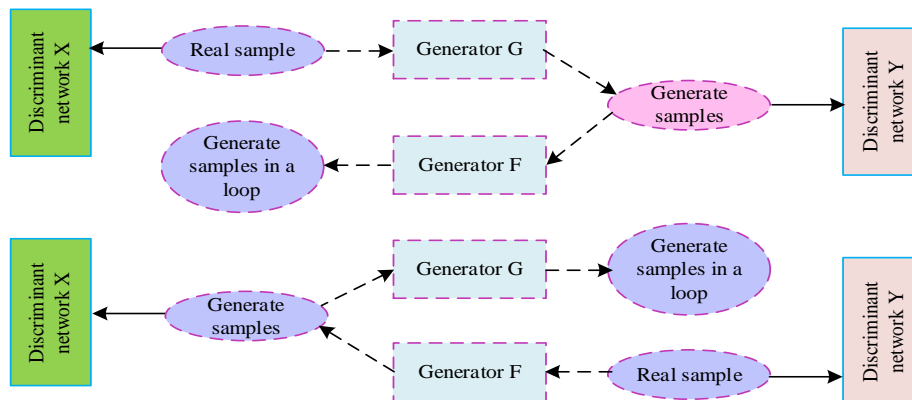 Discriminant
network X
Real sample
Generator G
Generate
samples
Discriminant
network Y
Generate
samples in a
loop
Generator F
Discriminant
network X
Generate
samples
Generator G
Generate
samples in a
loop
Generator F
Real sample
Discriminant
network Y